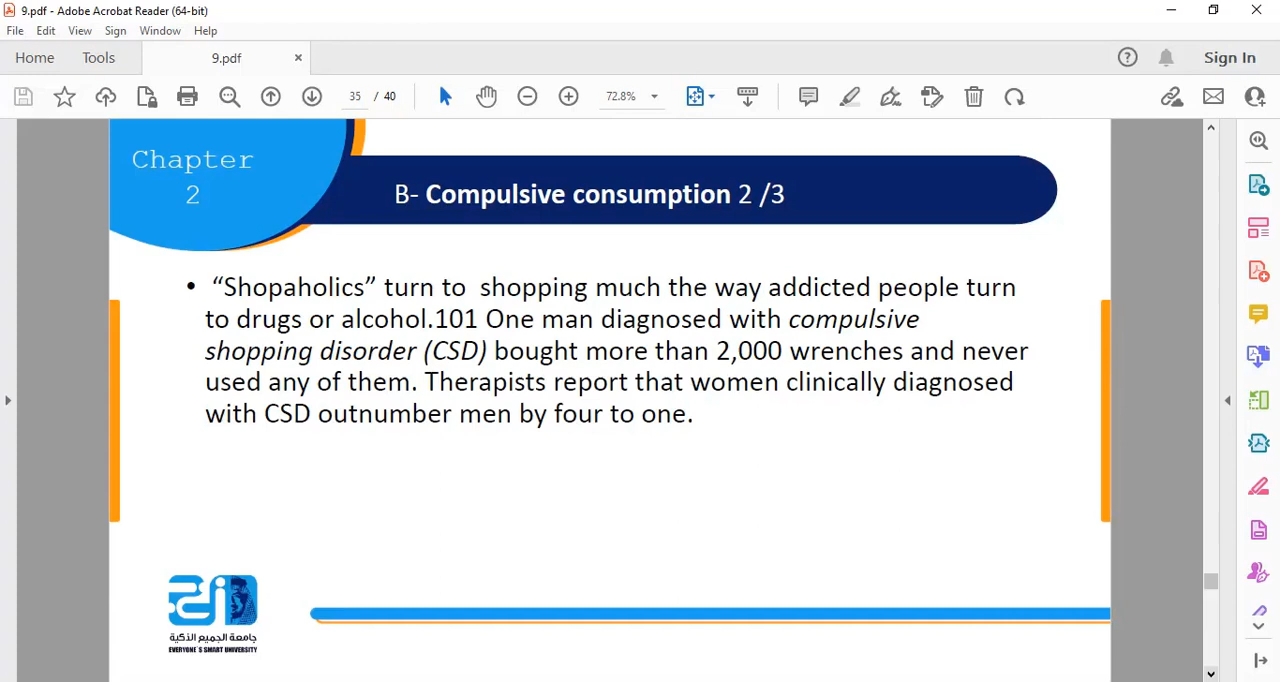 9.pdf - Adobe Acrobat Reader (64-bit)
File Edit View Sign Window Help
Home Tools 9.pdf × Sign In
35 / 40 72.8%
Chapter
2
B- Compulsive consumption 2 /3
• “Shopaholics” turn to  shopping much the way addicted people turn
to drugs or alcohol.101 One man diagnosed with compulsive
shopping disorder (CSD) bought more than 2,000 wrenches and never
used any of them. Therapists report that women clinically diagnosed
with CSD outnumber men by four to one.
جامعة الجميع الذكية
EVERYONE`S SMART UNIVERSITY